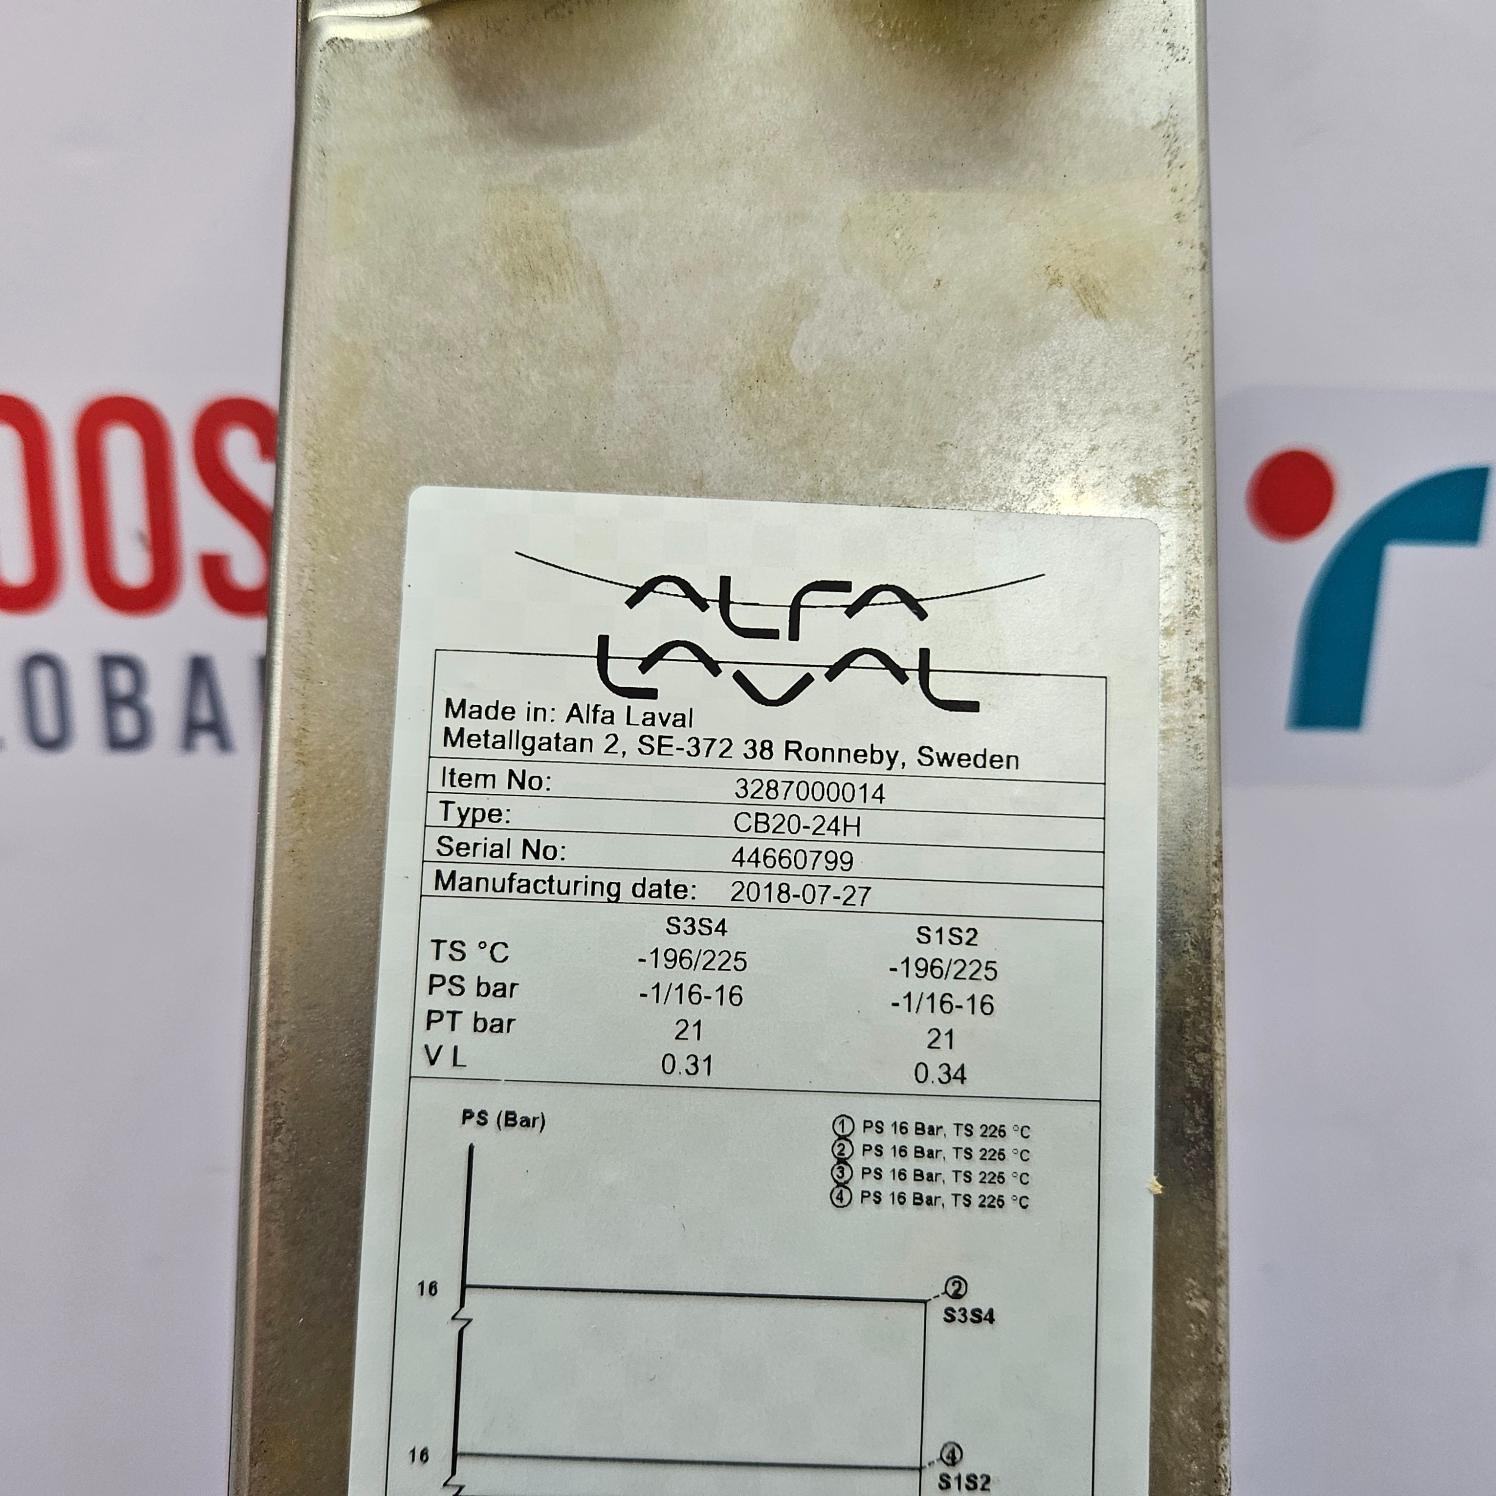 OOS
OBA
ALFA
LAVAL
Made in: Alfa Laval
Metallgatan 2, SE-372 38 Ronneby, Sweden
Item No: 3287000014
Type: CB20-24H
Serial No: 44660799
Manufacturing date: 2018-07-27
S3S4 S1S2
TS °C -196/225 -196/225
PS bar -1/16-16 -1/16-16
PT bar 21 21
V L 0.31 0.34
PS (Bar)
① PS 16 Bar, TS 225 °C
② PS 16 Bar, TS 225 °C
③ PS 16 Bar, TS 225 °C
④ PS 16 Bar, TS 225 °C
16 ②
S3S4
16 ④
S1S2